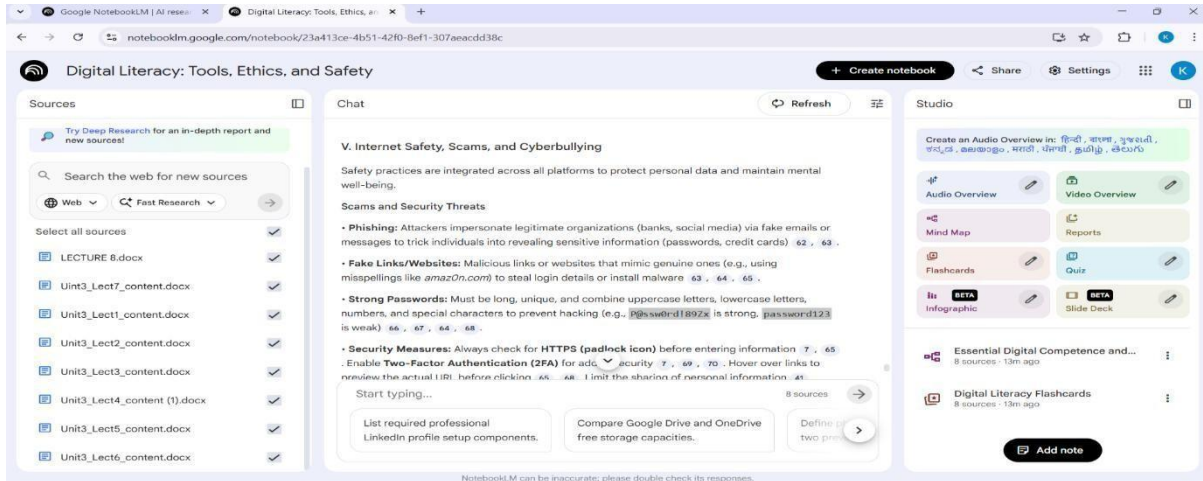 Google NotebookLM | AI resea
Digital Literacy: Tools, Ethics, an
notebooklm.google.com/notebook/23a413ce-4b51-42f0-8ef1-307aeacdd38c
K
Digital Literacy: Tools, Ethics, and Safety
+ Create notebook
Share
Settings
K
Sources
Try Deep Research for an in-depth report and
new sources!
Search the web for new sources
Web
Fast Research
Select all sources
LECTURE 8.docx
Uint3_Lect7_content.docx
Unit3_Lect1_content.docx
Unit3_Lect2_content.docx
Unit3_Lect3_content.docx
Unit3_Lect4_content (1).docx
Unit3_Lect5_content.docx
Unit3_Lect6_content.docx
Chat
Refresh
V. Internet Safety, Scams, and Cyberbullying
Safety practices are integrated across all platforms to protect personal data and maintain mental
well-being.
Scams and Security Threats
• Phishing: Attackers impersonate legitimate organizations (banks, social media) via fake emails or
messages to trick individuals into revealing sensitive information (passwords, credit cards) 62 , 63 .
• Fake Links/Websites: Malicious links or websites that mimic genuine ones (e.g., using
misspellings like amaz0n.com) to steal login details or install malware 63 , 64 , 65 .
• Strong Passwords: Must be long, unique, and combine uppercase letters, lowercase letters,
numbers, and special characters to prevent hacking (e.g., P@ssw0rd!89Zx is strong, password123
is weak) 66 , 67 , 64 , 68 .
• Security Measures: Always check for HTTPS (padlock icon) before entering information 7 , 65
. Enable Two-Factor Authentication (2FA) for ecurity 7 , 69 , 70 . Hover over links to
preview the actual URL before clicking 65 , 68 . Limit the sharing of personal information 41
Start typing...
8 sources
List required professional
LinkedIn profile setup components.
Compare Google Drive and OneDrive
free storage capacities.
Define
two
NotebookLM can be inaccurate; please double check its responses.
Studio
Create an Audio Overview in: हिन्दी, বাংলা, ગુજરાતી,
ಕನ್ನಡ, മലയാളം, मराठी, ਪੰਜਾਬੀ, தமிழ், తెలుగు
Audio Overview
Video Overview
Mind Map
Reports
Flashcards
Quiz
BETA
Infographic
BETA
Slide Deck
Essential Digital Competence and...
8 sources · 13m ago
Digital Literacy Flashcards
8 sources · 13m ago
Add note